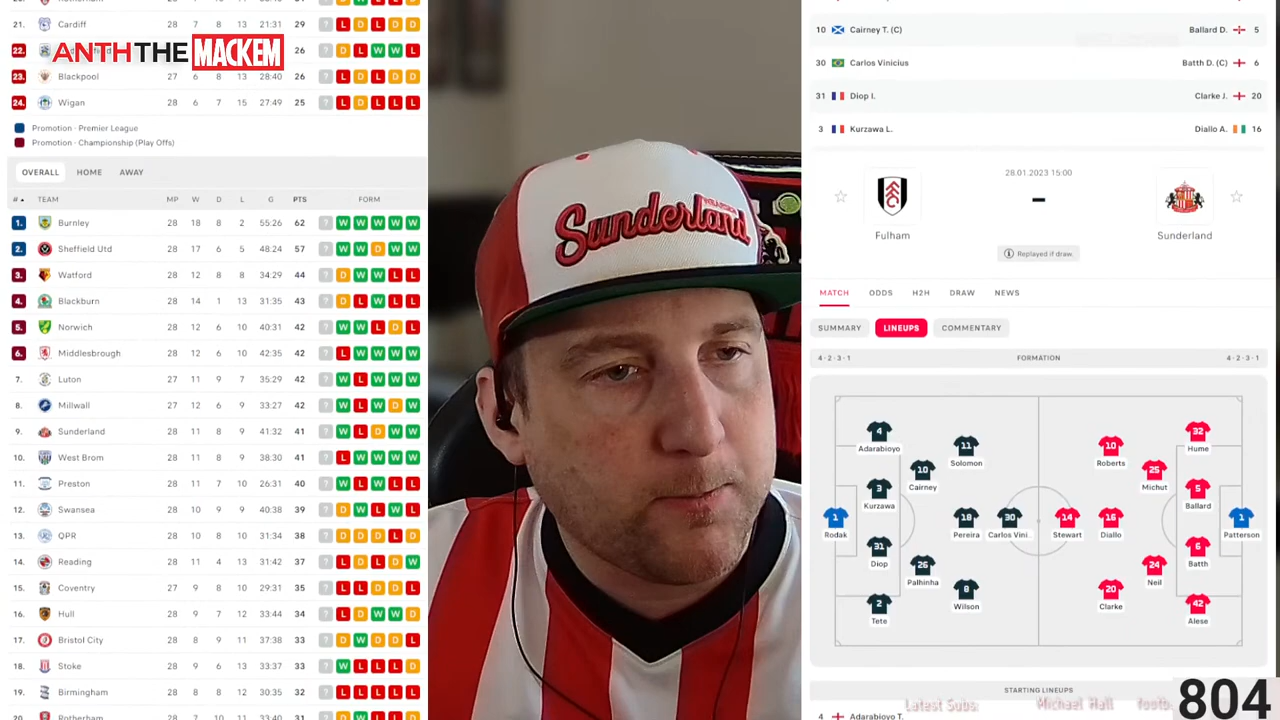 21. Cardiff 28 7 8 13 21:31 29 ? L D L D D
ANTHTHE MACKEM
22. 26 ? D L W W L
23. Blackpool 27 6 8 13 28:40 26 ? L D L D D
24. Wigan 28 6 7 15 27:49 25 ? L D L L L
Promotion - Premier League
Promotion - Championship (Play Offs)
OVERALL HOME AWAY
# TEAM MP W D L G PTS FORM
1. Burnley 28 18 8 2 55:26 62 ? W W W W W
2. Sheffield Utd 28 17 6 5 48:24 57 ? W W D W W
3. Watford 28 12 8 8 34:29 44 ? D W W L L
4. Blackburn 28 14 1 13 31:35 43 ? D L W L L
5. Norwich 28 12 6 10 40:31 42 ? W W L D L
6. Middlesbrough 28 12 6 10 42:35 42 ? L W W W W
7. Luton 27 11 9 7 35:29 42 ? W L W W W
8. Millwall 27 12 6 9 33:27 42 ? W L W D W
9. Sunderland 28 11 8 9 41:32 41 ? W L D W W
10. West Brom 28 11 8 9 38:30 41 ? L W W W W
11. Preston 28 11 7 10 26:31 40 ? W L W L L
12. Swansea 28 10 9 9 40:38 39 ? D W L W L
13. QPR 28 10 8 10 31:34 38 ? D D D L D
14. Reading 28 11 4 13 31:42 37 ? L D L D W
15. Coventry 27 9 8 10 29:31 35 ? L L D D L
16. Hull 28 9 7 12 33:44 34 ? L D W W D
17. Bristol City 28 8 9 11 37:38 33 ? D W D D L
18. Stoke 28 9 6 13 33:37 33 ? W L L L D
19. Birmingham 28 8 8 12 30:35 32 ? L L L L L
20. Rotherham 28 7 10 11 33:40 31
Sunderland
10 Cairney T. (C) Ballard D. 5
30 Carlos Vinicius Batth D. (C) 6
31 Diop I. Clarke J. 20
3 Kurzawa L. Diallo A. 16
28.01.2023 15:00
-
Fulham Sunderland
Replayed if draw.
MATCH ODDS H2H DRAW NEWS
SUMMARY LINEUPS COMMENTARY
4 - 2 - 3 - 1 FORMATION 4 - 2 - 3 - 1
4 Adarabioyo
3 Kurzawa
31 Diop
2 Tete
1 Rodak
10 Cairney
26 Palhinha
11 Solomon
18 Pereira
8 Wilson
30 Carlos Vini...
14 Stewart
10 Roberts
16 Diallo
20 Clarke
25 Michut
24 Neil
32 Hume
5 Ballard
6 Batth
42 Alese
1 Patterson
STARTING LINEUPS
4 Adarabioyo T.
Latest Subs: Michael Hall footb
804